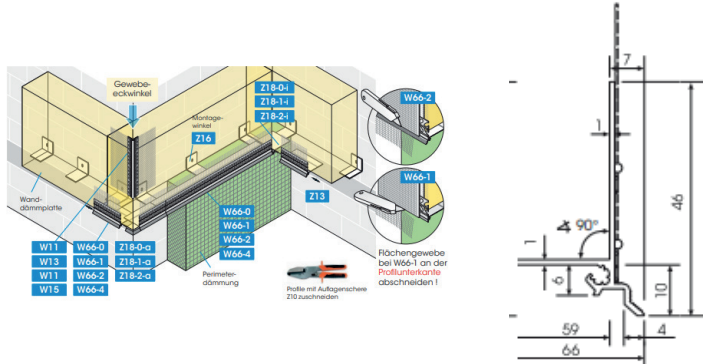 Gewebe-
eckwinkel
Z18-0-i
Z18-1-i
Z18-2-i
Montage-
winkel
Z16
W66-2
W66-1
Wand-
dämmplatte
Z13
W66-0
W66-1
W66-2
W66-4
W11 W66-0 Z18-0-a
W13 W66-1 Z18-1-a
W11 W66-2 Z18-2-a
W15 W66-4
Perimeter-
dämmung
Profile mit Auflagenschere
Z10 zuschneiden
Flächengewebe
bei W66-1 an der
Profilunterkante
abschneiden !
7
1
46
90°
1
6
10
59
4
66